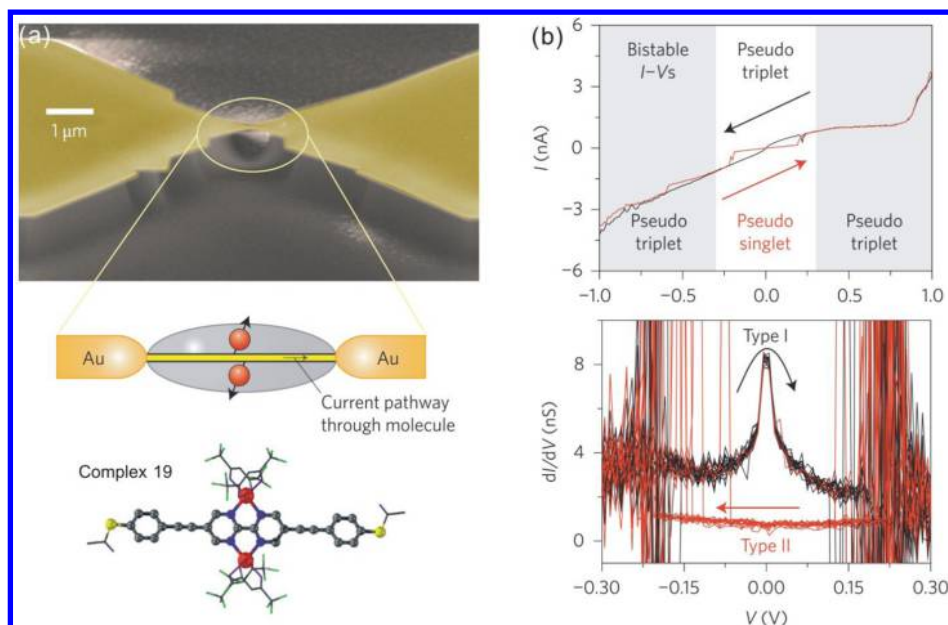 (a)
1 μm
Au
Au
Current pathway
through molecule
Complex 19
(b)
6
3
0
−3
−6
I (nA)
Bistable
I−Vs
Pseudo
triplet
Pseudo
triplet
Pseudo
singlet
Pseudo
triplet
−1.0
−0.5
0.0
0.5
1.0
8
4
0
dI/dV (nS)
Type I
Type II
−0.30
−0.15
0.00
0.15
0.30
V (V)